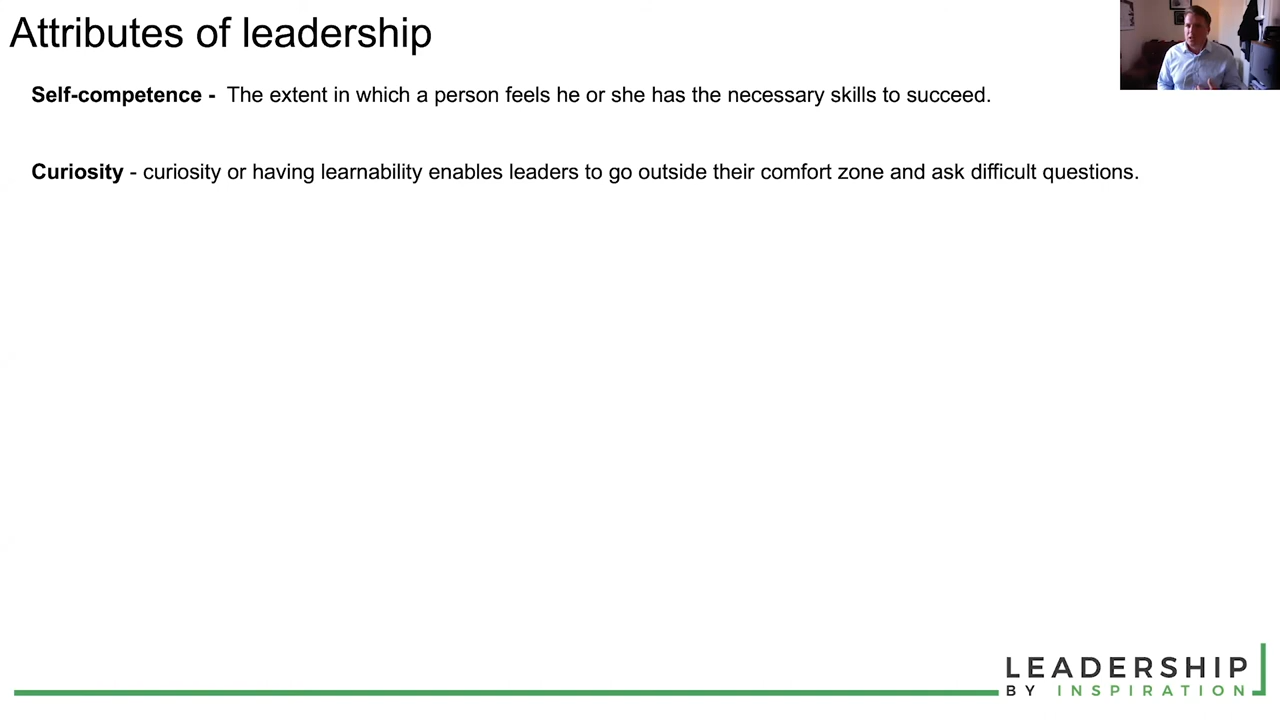 Attributes of leadership
Self-competence -  The extent in which a person feels he or she has the necessary skills to succeed.
Curiosity - curiosity or having learnability enables leaders to go outside their comfort zone and ask difficult questions.
LEADERSHIP
BY INSPIRATION